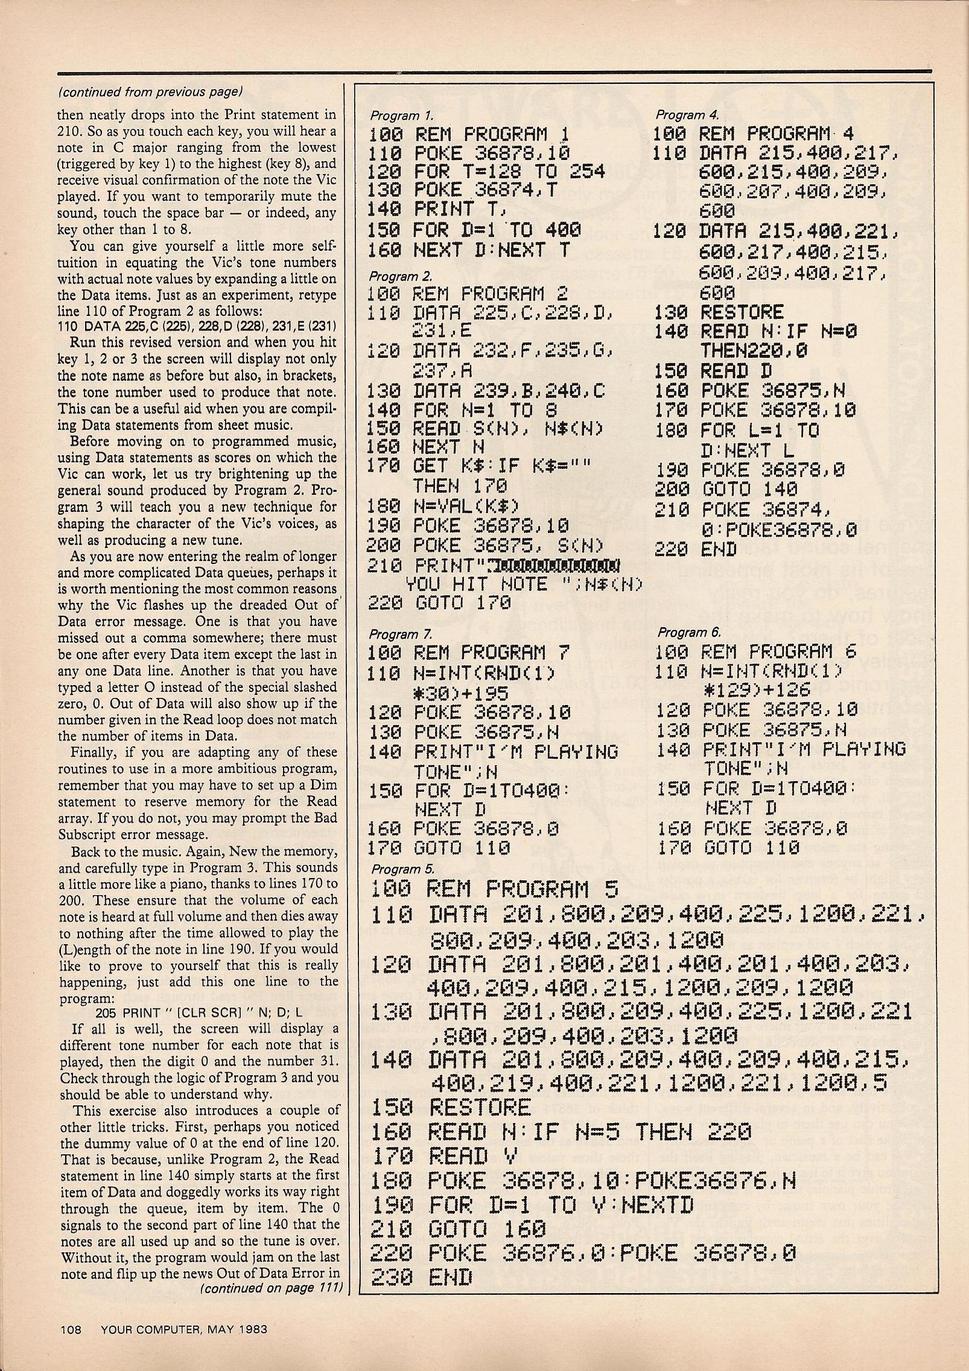 (continued from previous page)
then neatly drops into the Print statement in
210. So as you touch each key, you will hear a
note in C major ranging from the lowest
(triggered by key 1) to the highest (key 8), and
receive visual confirmation of the note the Vic
played. If you want to temporarily mute the
sound, touch the space bar — or indeed, any
key other than 1 to 8.
You can give yourself a little more self-
tuition in equating the Vic's tone numbers
with actual note values by expanding a little on
the Data items. Just as an experiment, retype
line 110 of Program 2 as follows:
110 DATA 225,C (225), 228,D (228), 231,E (231)
Run this revised version and when you hit
key 1, 2 or 3 the screen will display not only
the note name as before but also, in brackets,
the tone number used to produce that note.
This can be a useful aid when you are compil-
ing Data statements from sheet music.
Before moving on to programmed music,
using Data statements as scores on which the
Vic can work, let us try brightening up the
general sound produced by Program 2. Pro-
gram 3 will teach you a new technique for
shaping the character of the Vic's voices, as
well as producing a new tune.
As you are now entering the realm of longer
and more complicated Data queues, perhaps it
is worth mentioning the most common reasons
why the Vic flashes up the dreaded Out of
Data error message. One is that you have
missed out a comma somewhere; there must
be one after every Data item except the last in
any one Data line. Another is that you have
typed a letter O instead of the special slashed
zero, 0. Out of Data will also show up if the
number given in the Read loop does not match
the number of items in Data.
Finally, if you are adapting any of these
routines to use in a more ambitious program,
remember that you may have to set up a Dim
statement to reserve memory for the Read
array. If you do not, you may prompt the Bad
Subscript error message.
Back to the music. Again, New the memory,
and carefully type in Program 3. This sounds
a little more like a piano, thanks to lines 170 to
200. These ensure that the volume of each
note is heard at full volume and then dies away
to nothing after the time allowed to play the
(L)ength of the note in line 190. If you would
like to prove to yourself that this is really
happening, just add this one line to the
program:
205 PRINT " [CLR SCR] " N; D; L
If all is well, the screen will display a
different tone number for each note that is
played, then the digit 0 and the number 31.
Check through the logic of Program 3 and you
should be able to understand why.
This exercise also introduces a couple of
other little tricks. First, perhaps you noticed
the dummy value of 0 at the end of line 120.
That is because, unlike Program 2, the Read
statement in line 140 simply starts at the first
item of Data and doggedly works its way right
through the queue, item by item. The 0
signals to the second part of line 140 that the
notes are all used up and so the tune is over.
Without it, the program would jam on the last
note and flip up the news Out of Data Error in
(continued on page 111)
Program 1.
100 REM PROGRAM 1
110 POKE 36878,10
120 FOR T=128 TO 254
130 POKE 36874,T
140 PRINT T,
150 FOR D=1 TO 400
160 NEXT D:NEXT T
Program 2.
100 REM PROGRAM 2
110 DATA 225,C,228,D,
231,E
120 DATA 232,F,235,G,
237,A
130 DATA 239,B,240,C
140 FOR N=1 TO 8
150 READ S(N), N$(N)
160 NEXT N
170 GET K$:IF K$=""
THEN 170
180 N=VAL(K$)
190 POKE 36878,10
200 POKE 36875, S(N)
210 PRINT"
YOU HIT NOTE ";N$(N)
220 GOTO 170
Program 4.
100 REM PROGRAM 4
110 DATA 215,400,217,
600,215,400,209,
600,207,400,209,
600
120 DATA 215,400,221,
600,217,400,215,
600,209,400,217,
600
130 RESTORE
140 READ N:IF N=0
THEN220,0
150 READ D
160 POKE 36875,N
170 POKE 36878,10
180 FOR L=1 TO
D:NEXT L
190 POKE 36878,0
200 GOTO 140
210 POKE 36874,
0:POKE36878,0
220 END
Program 7.
100 REM PROGRAM 7
110 N=INT(RND(1)
*30)+195
120 POKE 36878,10
130 POKE 36875,N
140 PRINT"I'M PLAYING
TONE";N
150 FOR D=1TO400:
NEXT D
160 POKE 36878,0
170 GOTO 110
Program 6.
100 REM PROGRAM 6
110 N=INT(RND(1)
*129)+126
120 POKE 36878,10
130 POKE 36875,N
140 PRINT"I'M PLAYING
TONE";N
150 FOR D=1TO400:
NEXT D
160 POKE 36878,0
170 GOTO 110
Program 5.
100 REM PROGRAM 5
110 DATA 201,800,209,400,225,1200,221,
800,209,400,203,1200
120 DATA 201,800,201,400,201,400,203,
400,209,400,215,1200,209,1200
130 DATA 201,800,209,400,225,1200,221
,800,209,400,203,1200
140 DATA 201,800,209,400,209,400,215,
400,219,400,221,1200,221,1200,5
150 RESTORE
160 READ N:IF N=5 THEN 220
170 READ V
180 POKE 36878,10:POKE36876,N
190 FOR D=1 TO V:NEXTD
210 GOTO 160
220 POKE 36876,0:POKE 36878,0
230 END
108 YOUR COMPUTER, MAY 1983